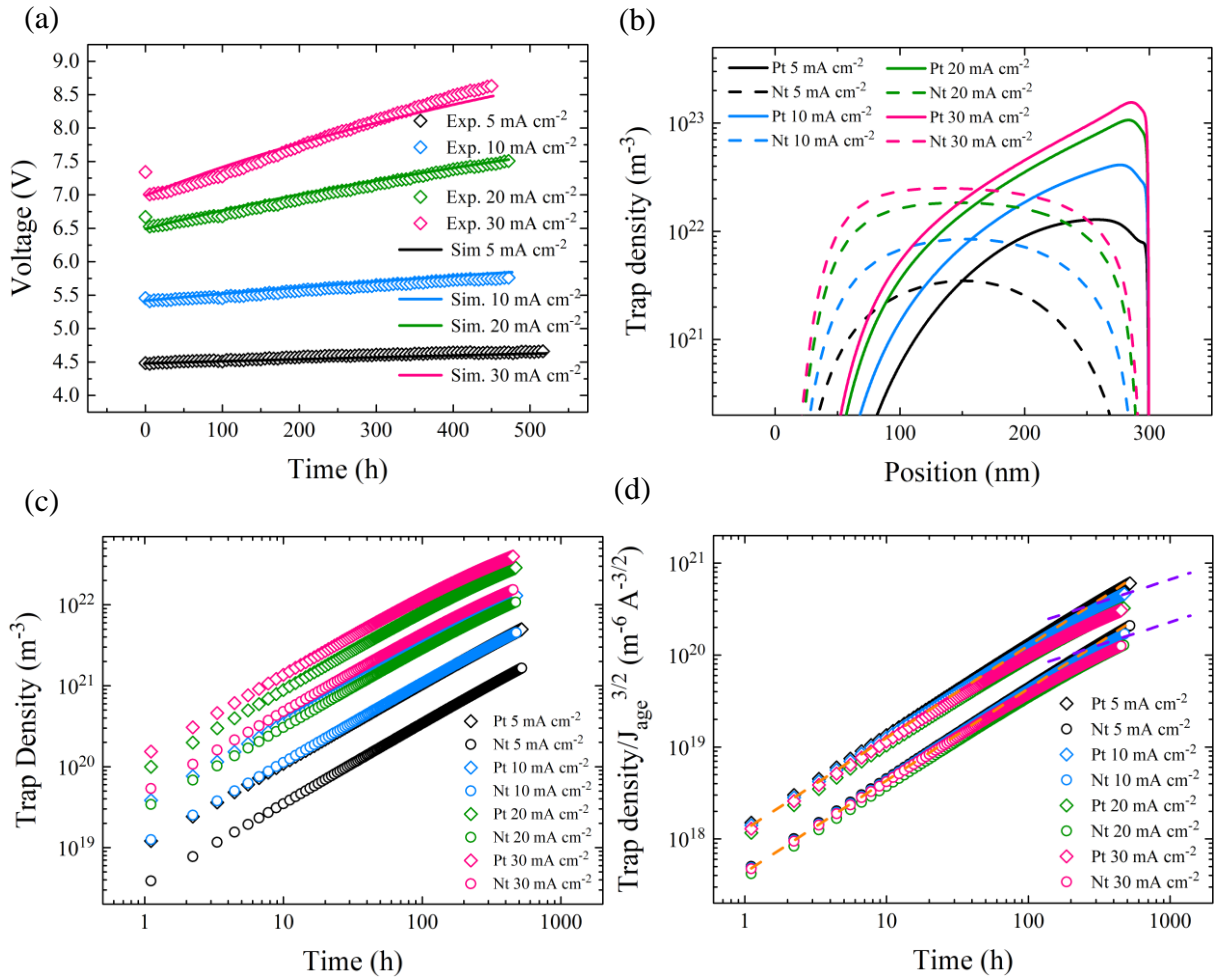 (a)
Voltage (V)
9.0
8.5
8.0
7.5
7.0
6.5
6.0
5.5
5.0
4.5
4.0
Exp. 5 mA cm-2
Exp. 10 mA cm-2
Exp. 20 mA cm-2
Exp. 30 mA cm-2
Sim 5 mA cm-2
Sim. 10 mA cm-2
Sim. 20 mA cm-2
Sim. 30 mA cm-2
0 100 200 300 400 500
Time (h)
(b)
Trap density (m-3)
1023
1022
1021
Pt 5 mA cm-2
Nt 5 mA cm-2
Pt 10 mA cm-2
Nt 10 mA cm-2
Pt 20 mA cm-2
Nt 20 mA cm-2
Pt 30 mA cm-2
Nt 30 mA cm-2
0 100 200 300
Position (nm)
(c)
Trap Density (m-3)
1022
1021
1020
1019
Pt 5 mA cm-2
Nt 5 mA cm-2
Pt 10 mA cm-2
Nt 10 mA cm-2
Pt 20 mA cm-2
Nt 20 mA cm-2
Pt 30 mA cm-2
Nt 30 mA cm-2
1 10 100 1000
Time (h)
(d)
Trap density/Jage3/2 (m-6 A-3/2)
1021
1020
1019
1018
Pt 5 mA cm-2
Nt 5 mA cm-2
Pt 10 mA cm-2
Nt 10 mA cm-2
Pt 20 mA cm-2
Nt 20 mA cm-2
Pt 30 mA cm-2
Nt 30 mA cm-2
1 10 100 1000
Time (h)